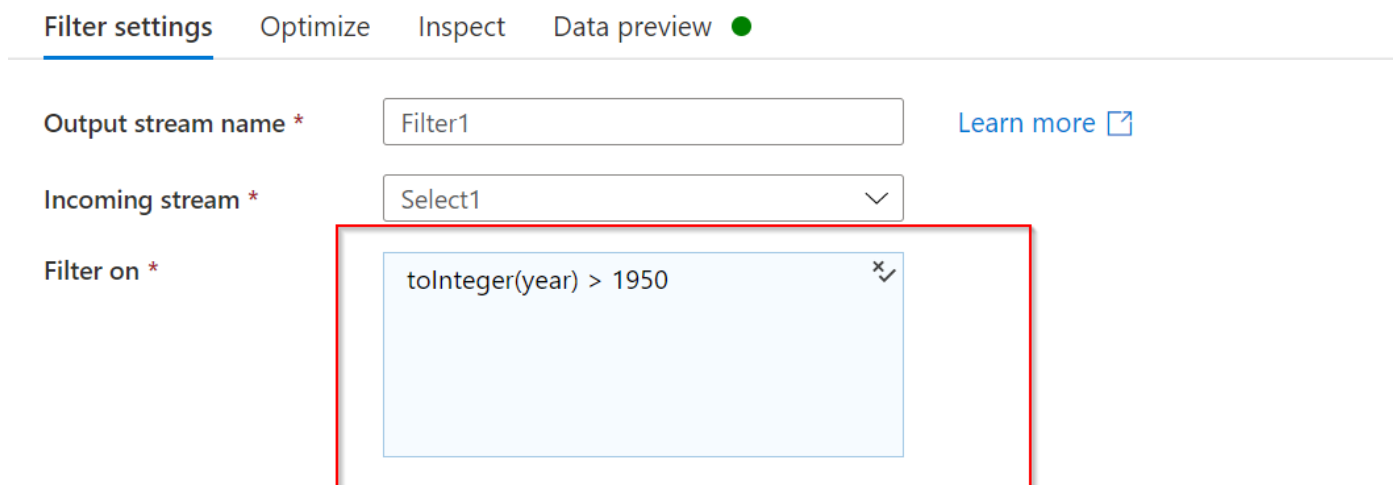 Filter settings Optimize Inspect Data preview
Output stream name * Filter1 Learn more
Incoming stream * Select1
Filter on * toInteger(year) > 1950